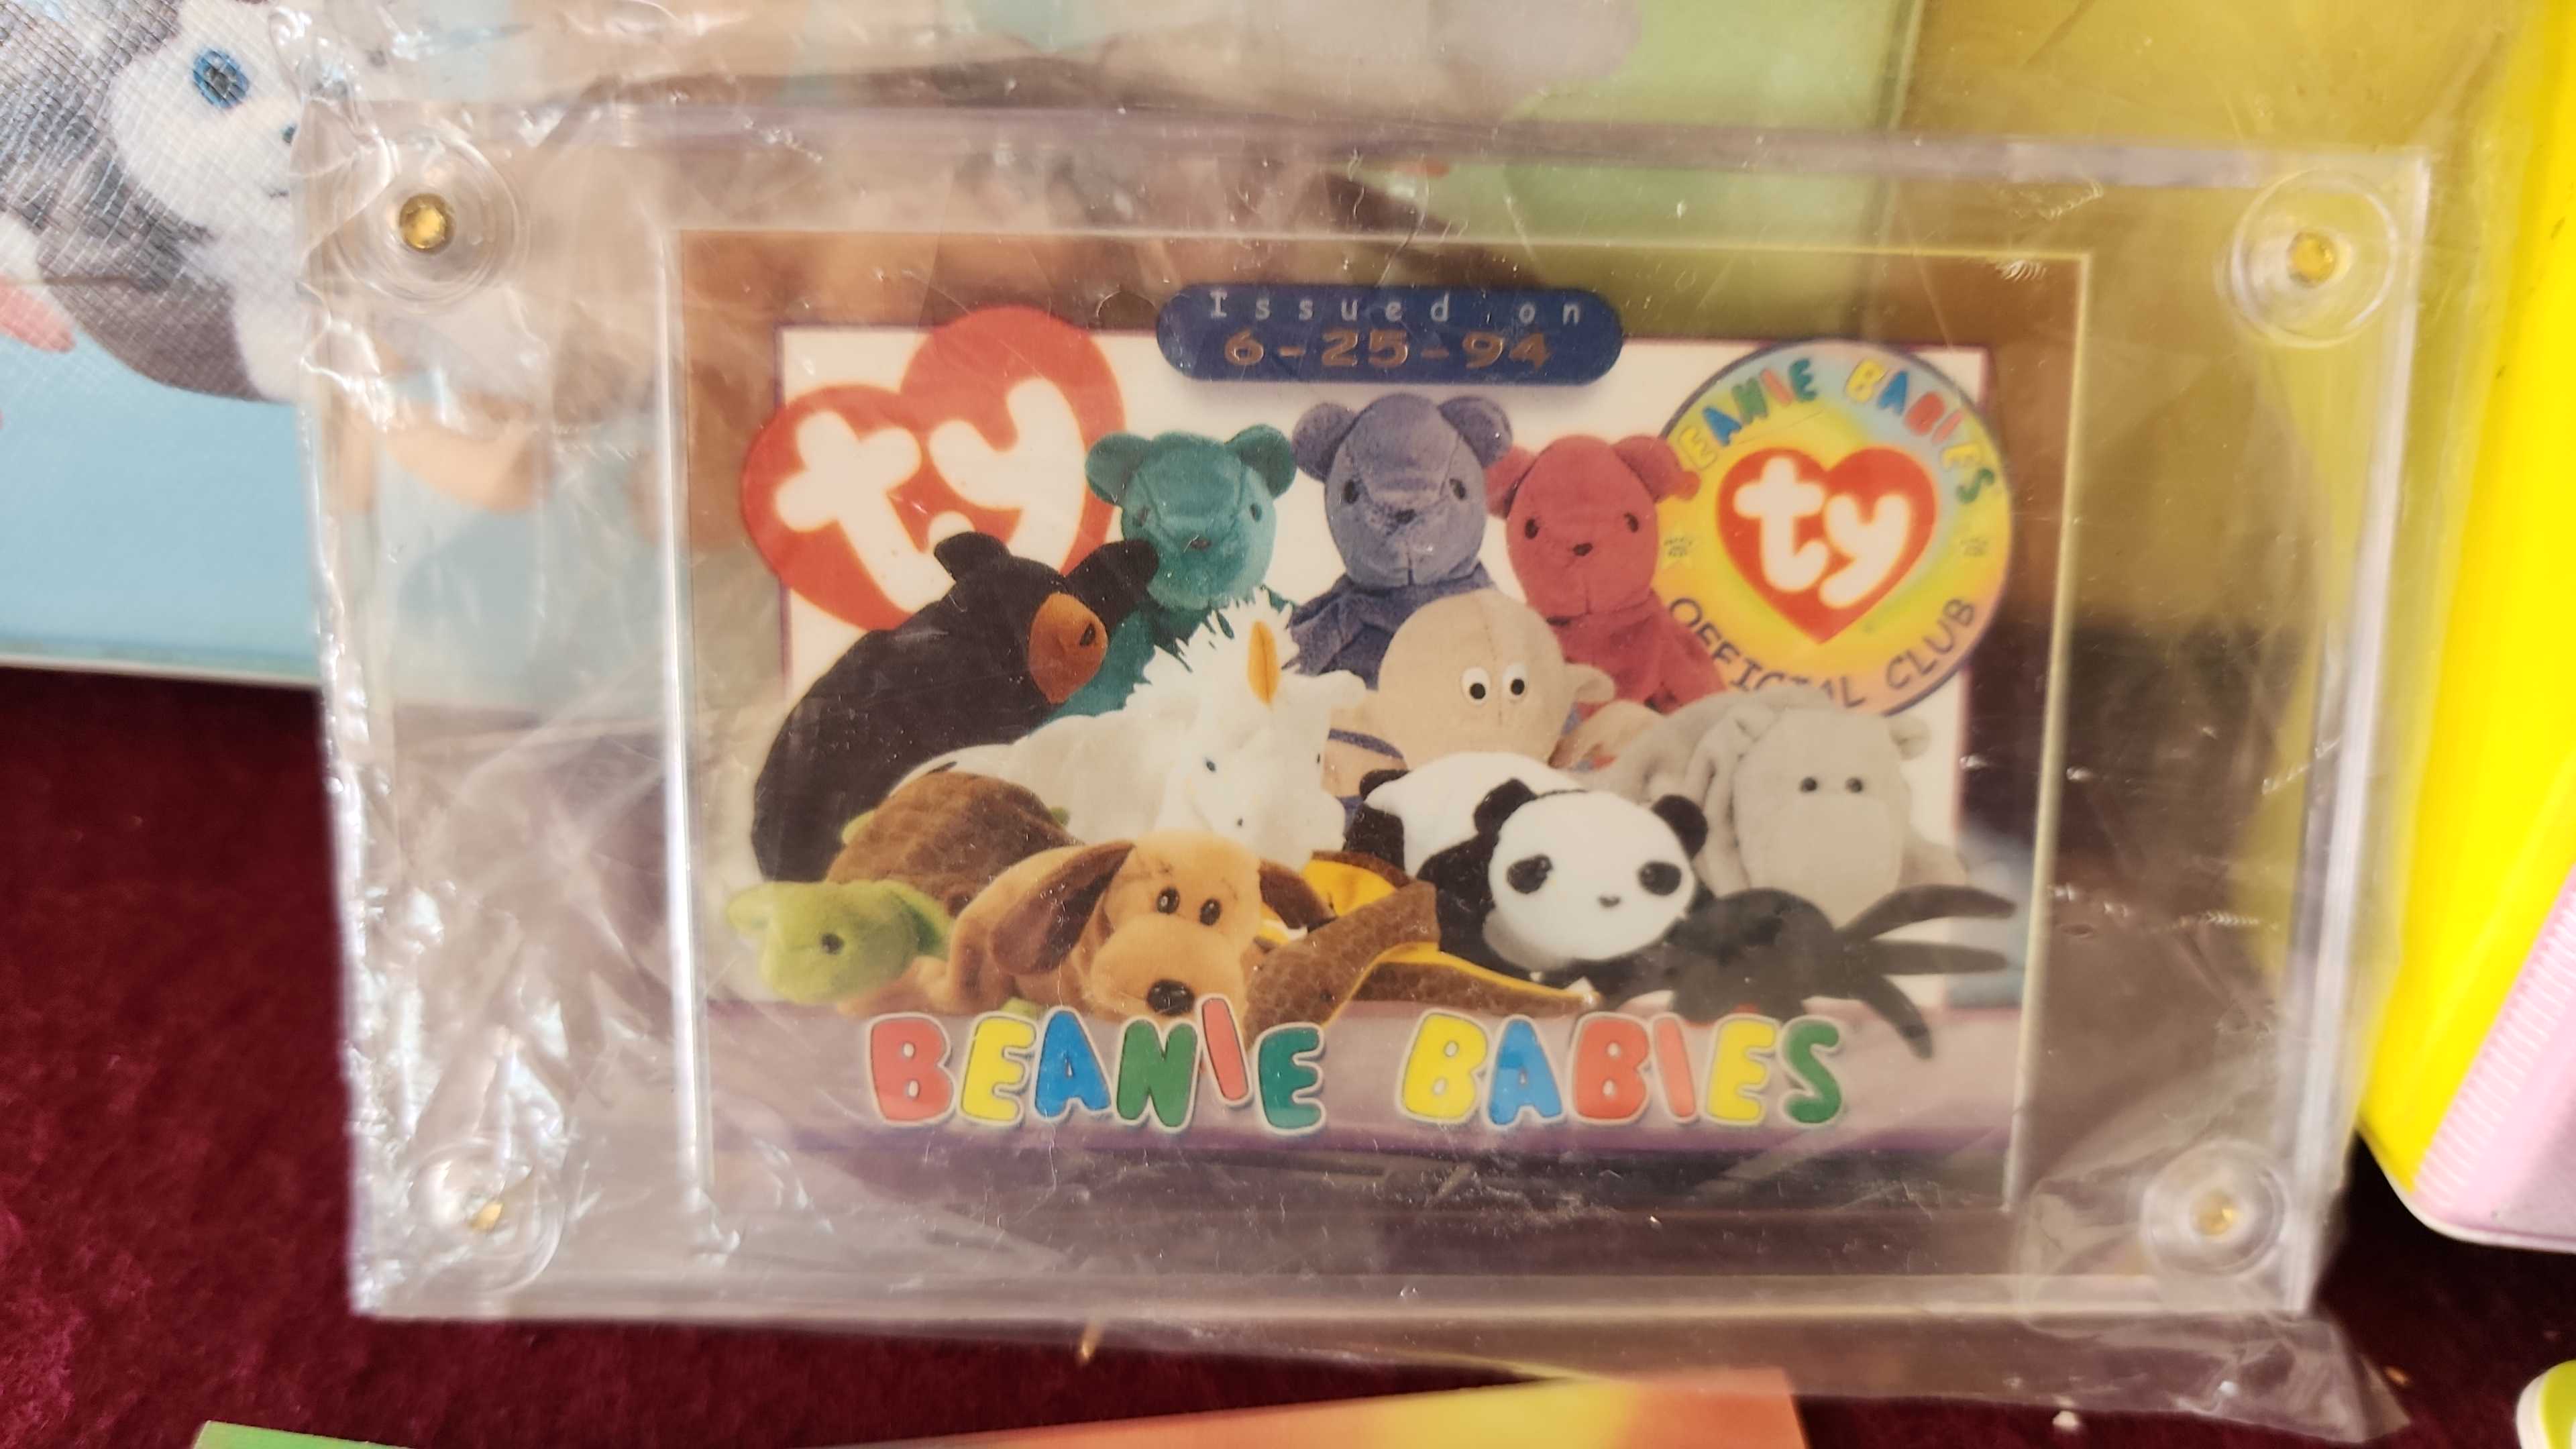 Issued on
6-25-94
ty
BEANIE BABIES
ty
OFFICIAL CLUB
BEANIE BABIES